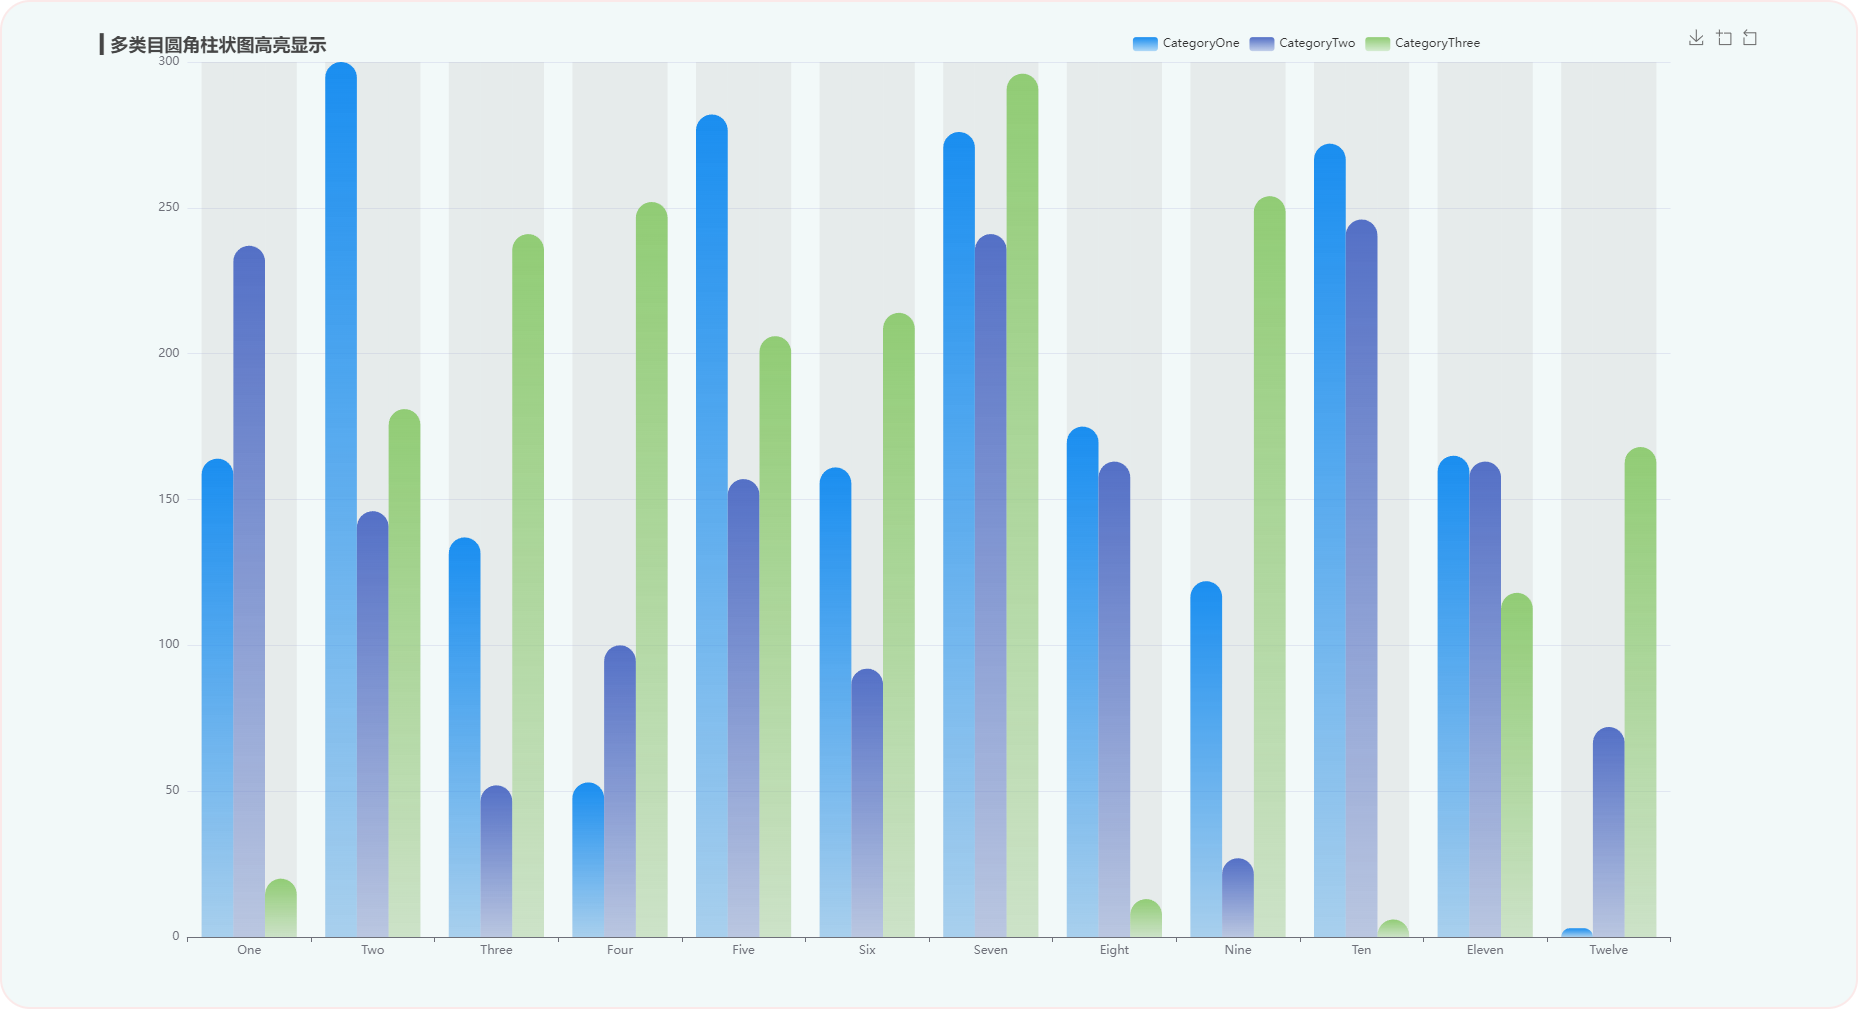 多类目圆角柱状图高亮显示
CategoryOne CategoryTwo CategoryThree
300
250
200
150
100
50
0
One Two Three Four Five Six Seven Eight Nine Ten Eleven Twelve